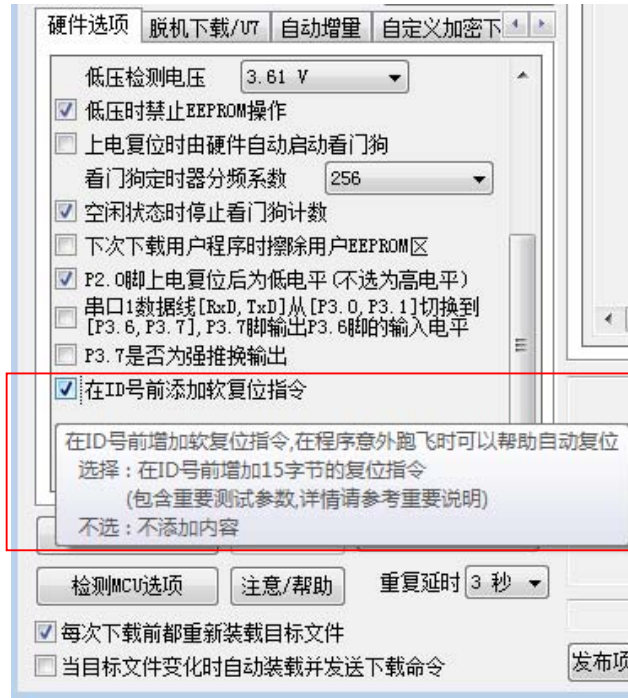 硬件选项 脱机下载/U7 自动增量 自定义加密下
低压检测电压 3.61 V
低压时禁止EEPROM操作
上电复位时由硬件自动启动看门狗
看门狗定时器分频系数 256
空闲状态时停止看门狗计数
下次下载用户程序时擦除用户EEPROM区
P2.0脚上电复位后为低电平(不选为高电平)
串口1数据线[RxD,TxD]从[P3.0,P3.1]切换到
[P3.6,P3.7],P3.7脚输出P3.6脚的输入电平
P3.7是否为强推挽输出
在ID号前添加软复位指令
在ID号前增加软复位指令,在程序意外跑飞时可以帮助自动复位
选择:在ID号前增加15字节的复位指令
(包含重要测试参数,详情请参考重要说明)
不选:不添加内容
检测MCU选项 注意/帮助 重复延时 3 秒
每次下载前都重新装载目标文件
当目标文件变化时自动装载并发送下载命令
发布项